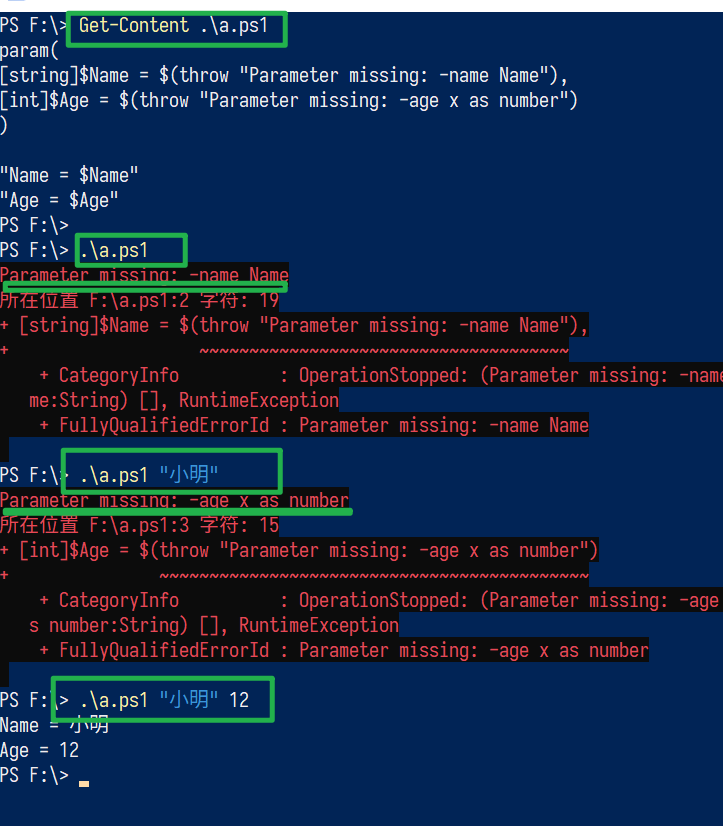 PS F:\> Get-Content .\a.ps1
param(
[string]$Name = $(throw "Parameter missing: -name Name"),
[int]$Age = $(throw "Parameter missing: -age x as number")
)
"Name = $Name"
"Age = $Age"
PS F:\>
PS F:\> .\a.ps1
Parameter missing: -name Name
所在位置 F:\a.ps1:2 字符: 19
+ [string]$Name = $(throw "Parameter missing: -name Name"),
+                   ~~~~~~~~~~~~~~~~~~~~~~~~~~~~~~~~~~~~~
    + CategoryInfo          : OperationStopped: (Parameter missing: -name
   me:String) [], RuntimeException
    + FullyQualifiedErrorId : Parameter missing: -name Name
PS F:\> .\a.ps1 "小明"
Parameter missing: -age x as number
所在位置 F:\a.ps1:3 字符: 15
+ [int]$Age = $(throw "Parameter missing: -age x as number")
+               ~~~~~~~~~~~~~~~~~~~~~~~~~~~~~~~~~~~~~~~~~~~
    + CategoryInfo          : OperationStopped: (Parameter missing: -age
   s number:String) [], RuntimeException
    + FullyQualifiedErrorId : Parameter missing: -age x as number
PS F:\> .\a.ps1 "小明" 12
Name = 小明
Age = 12
PS F:\>